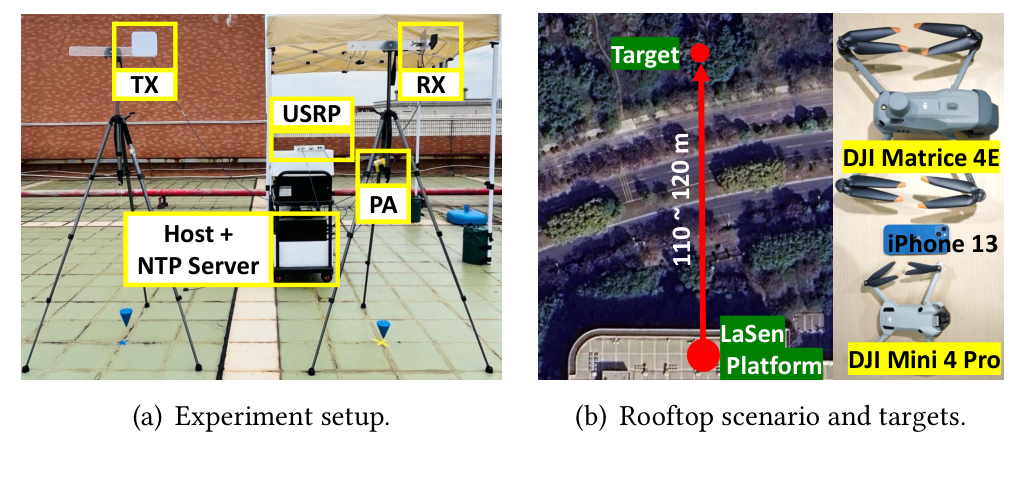 TX
RX
USRP
PA
Host +
NTP Server
Target
110 ~ 120 m
LaSen
Platform
DJI Matrice 4E
iPhone 13
DJI Mini 4 Pro
(a) Experiment setup.
(b) Rooftop scenario and targets.